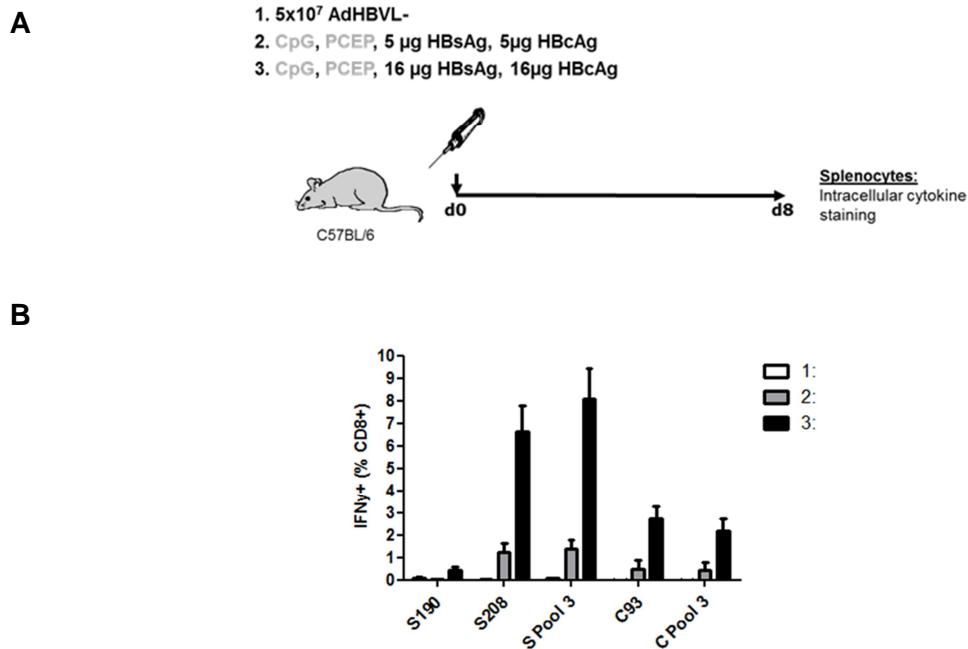 A
1. 5x10⁷ AdHBVL-
2. CpG, PCEP, 5 µg HBsAg, 5µg HBcAg
3. CpG, PCEP, 16 µg HBsAg, 16µg HBcAg
C57BL/6
d0
d8
Splenocytes:
Intracellular cytokine
staining
B
IFNγ+ (% CD8+)
10
9
8
7
6
5
4
3
2
1
0
S190
S208
S Pool 3
C93
C Pool 3
1:
2:
3: